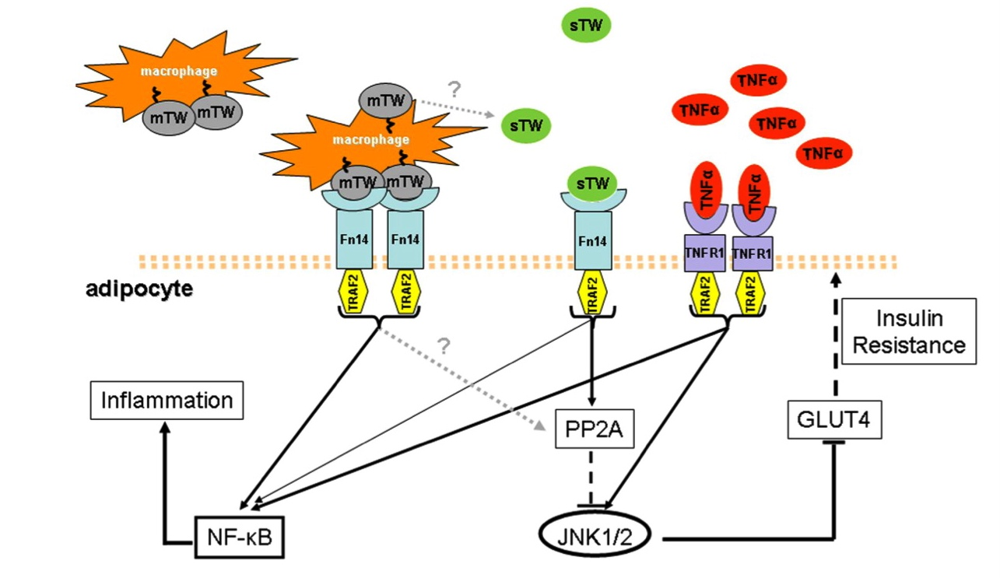 sTW
macrophage
mTW
mTW
mTW
?
macrophage
sTW
mTW
mTW
TNFα
TNFα
TNFα
TNFα
sTW
TNFα
TNFα
Fn14
Fn14
Fn14
TNFR1
TNFR1
adipocyte
TRAF2
TRAF2
TRAF2
TRAF2
TRAF2
Insulin
Resistance
?
Inflammation
PP2A
GLUT4
NF-κB
JNK1/2